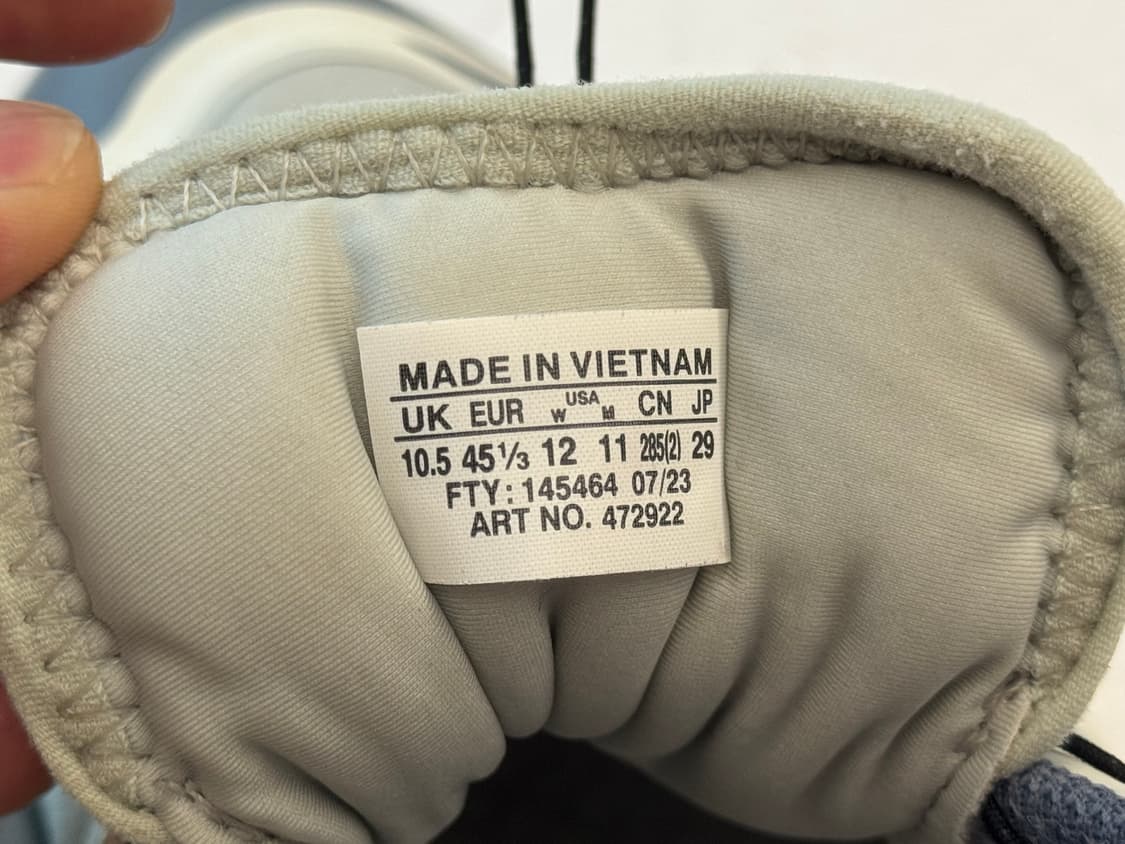 MADE IN VIETNAM
UK EUR W USA M CN JP
10.5 45⅓ 12 11 285(2) 29
FTY: 145464 07/23
ART NO. 472922